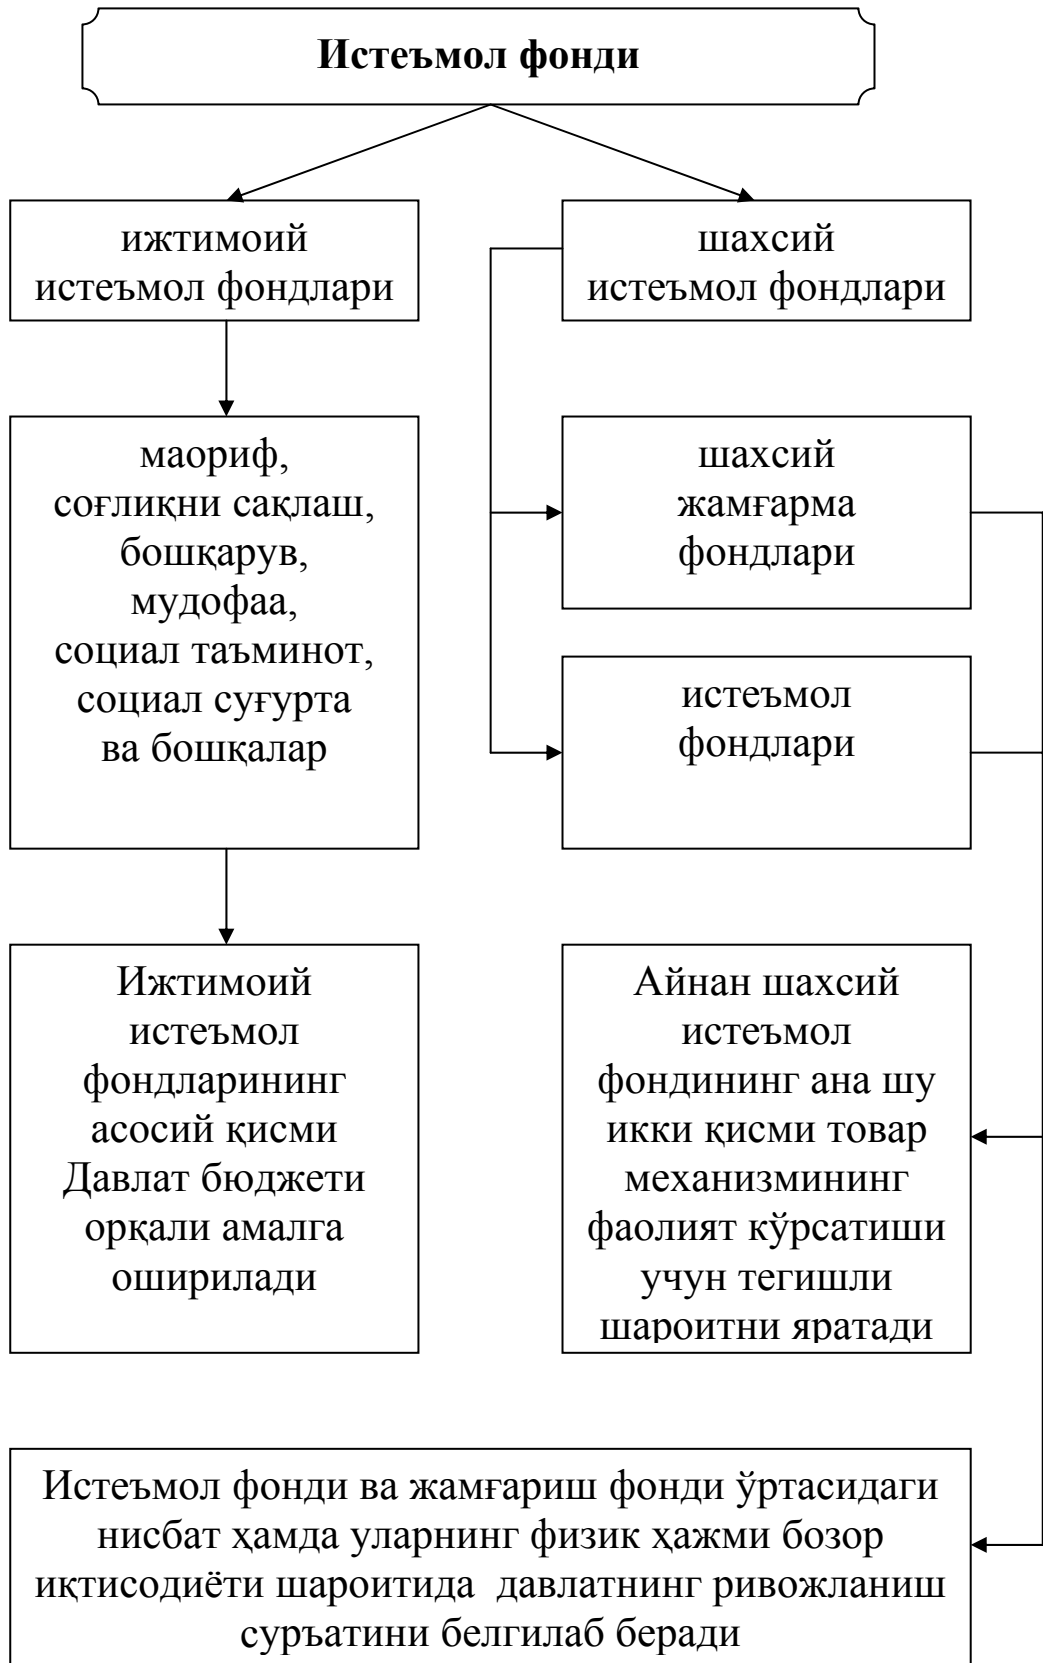 Истеъмол фонди
ижтимоий
истеъмол фондлари
шахсий
истеъмол фондлари
маориф,
соғлиқни сақлаш,
бошқарув,
мудофаа,
социал таъминот,
социал суғурта
ва бошқалар
шахсий
жамғарма
фондлари
истеъмол
фондлари
Ижтимоий
истеъмол
фондларининг
асосий қисми
Давлат бюджети
орқали амалга
оширилади
Айнан шахсий
истеъмол
фондининг ана шу
икки қисми товар
механизмининг
фаолият кўрсатиши
учун тегишли
шароитни яратади
Истеъмол фонди ва жамғариш фонди ўртасидаги
нисбат ҳамда уларнинг физик ҳажми бозор
иқтисодиёти шароитида давлатнинг ривожланиш
суръатини белгилаб беради